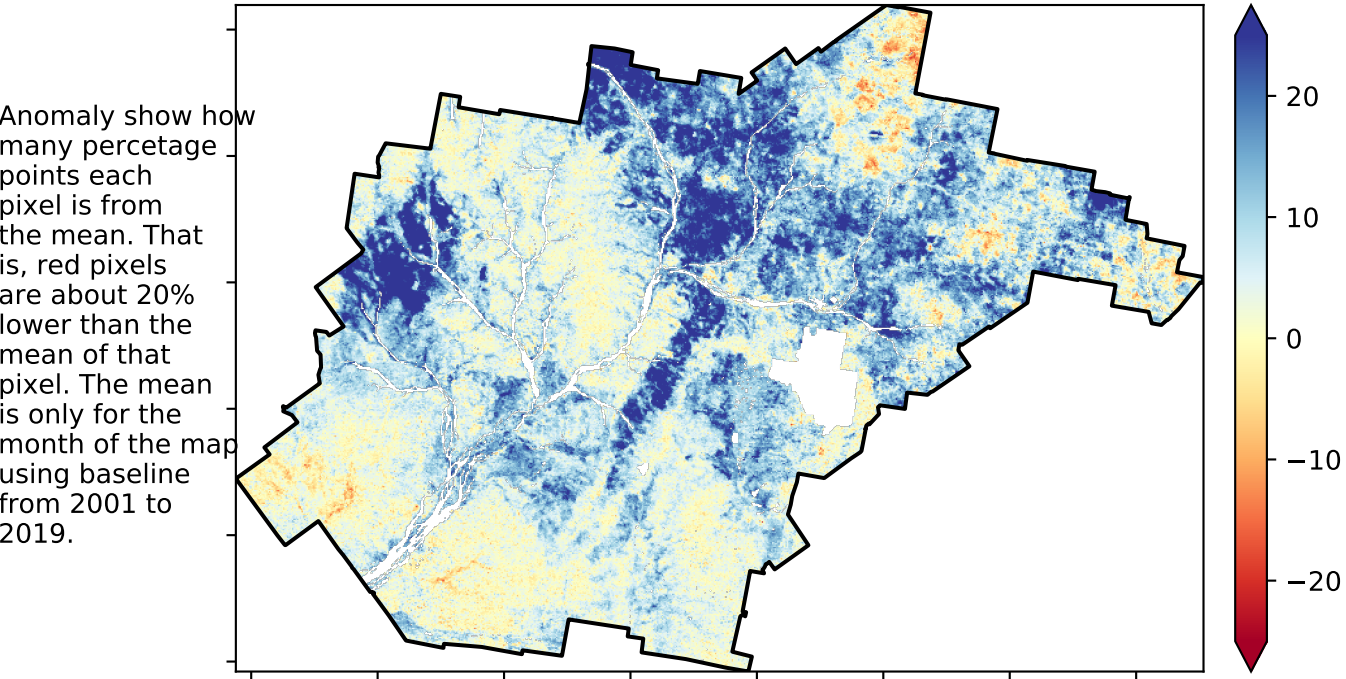 Anomaly show how
many percetage
points each
pixel is from
the mean. That
is, red pixels
are about 20%
lower than the
mean of that
pixel. The mean
is only for the
month of the map
using baseline
from 2001 to
2019.
20
10
0
−10
−20